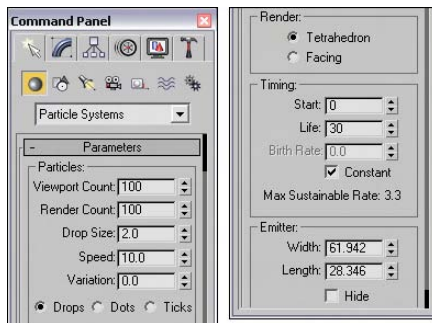 Command Panel
Particle Systems
- Parameters
Particles:
Viewport Count: 100
Render Count: 100
Drop Size: 2.0
Speed: 10.0
Variation: 0.0
Drops Dots Ticks
Render:
Tetrahedron
Facing
Timing:
Start: 0
Life: 30
Birth Rate: 0.0
Constant
Max Sustainable Rate: 3.3
Emitter:
Width: 61.942
Length: 28.346
Hide